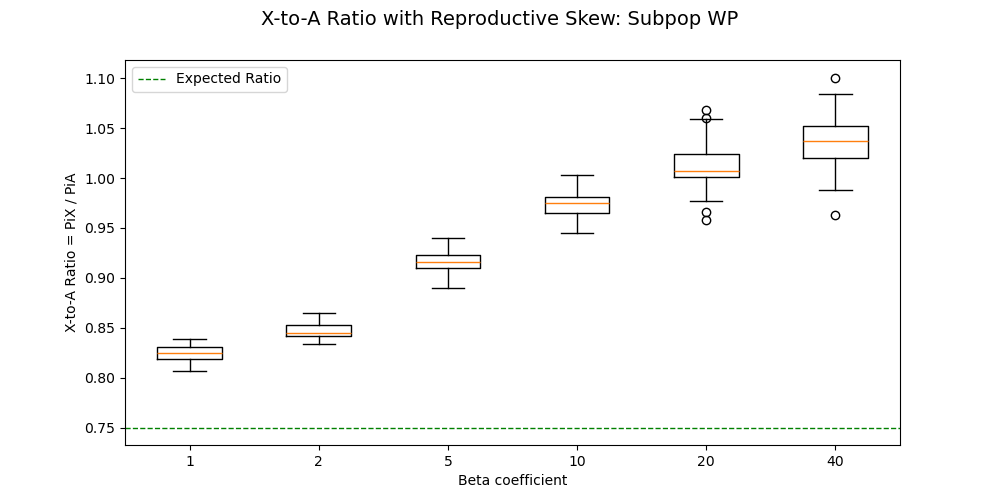 X-to-A Ratio with Reproductive Skew: Subpop WP
Expected Ratio
1.10
1.05
1.00
0.95
0.90
0.85
0.80
0.75
X-to-A Ratio = PiX / PiA
1 2 5 10 20 40
Beta coefficient